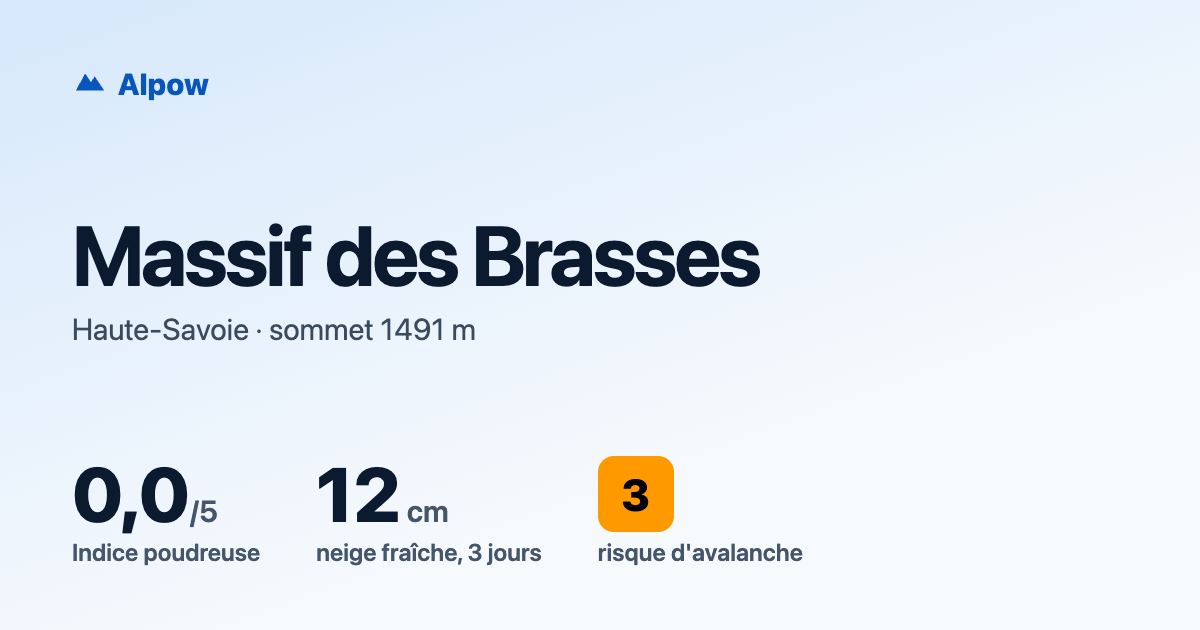 Alpow
Massif des Brasses
Haute-Savoie · sommet 1491 m
0,0/5
Indice poudreuse
12 cm
neige fraîche, 3 jours
3
risque d'avalanche